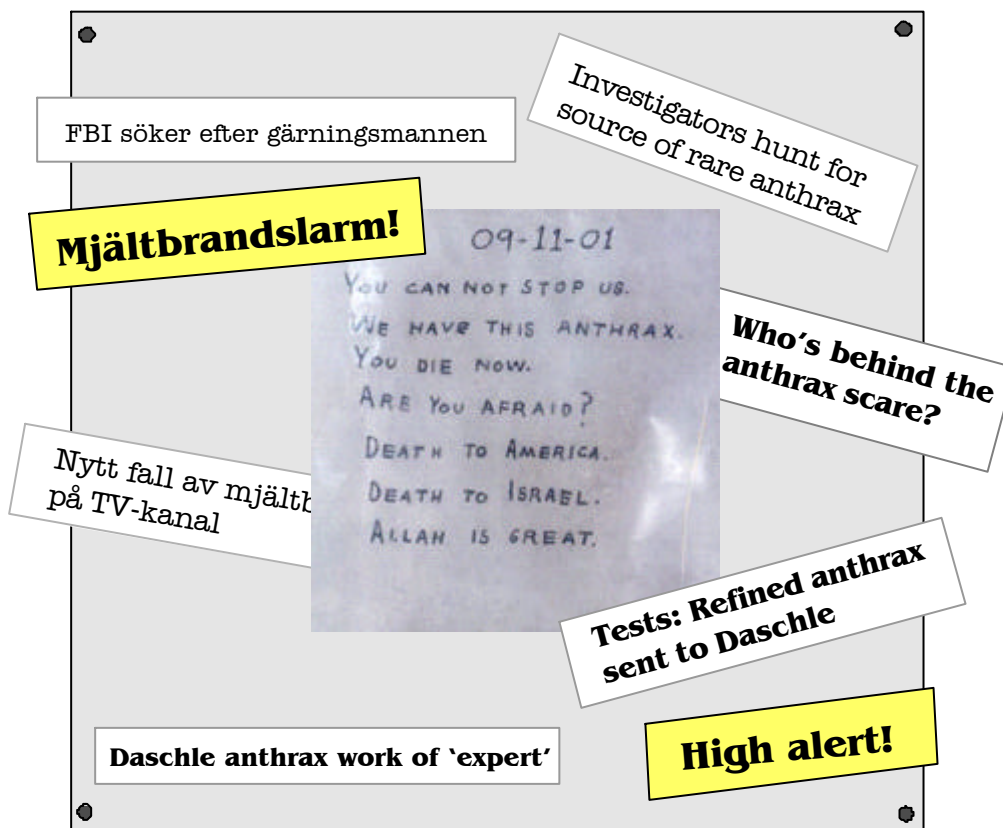 FBI söker efter gärningsmannen
Investigators hunt for
source of rare anthrax
Mjältbrandslarm!
09-11-01
YOU CAN NOT STOP US.
WE HAVE THIS ANTHRAX.
YOU DIE NOW.
ARE YOU AFRAID?
DEATH TO AMERICA.
DEATH TO ISRAEL.
ALLAH IS GREAT.
Who's behind the
anthrax scare?
Nytt fall av
på TV-kanal
Tests: Refined anthrax
sent to Daschle
Daschle anthrax work of ‘expert’
High alert!